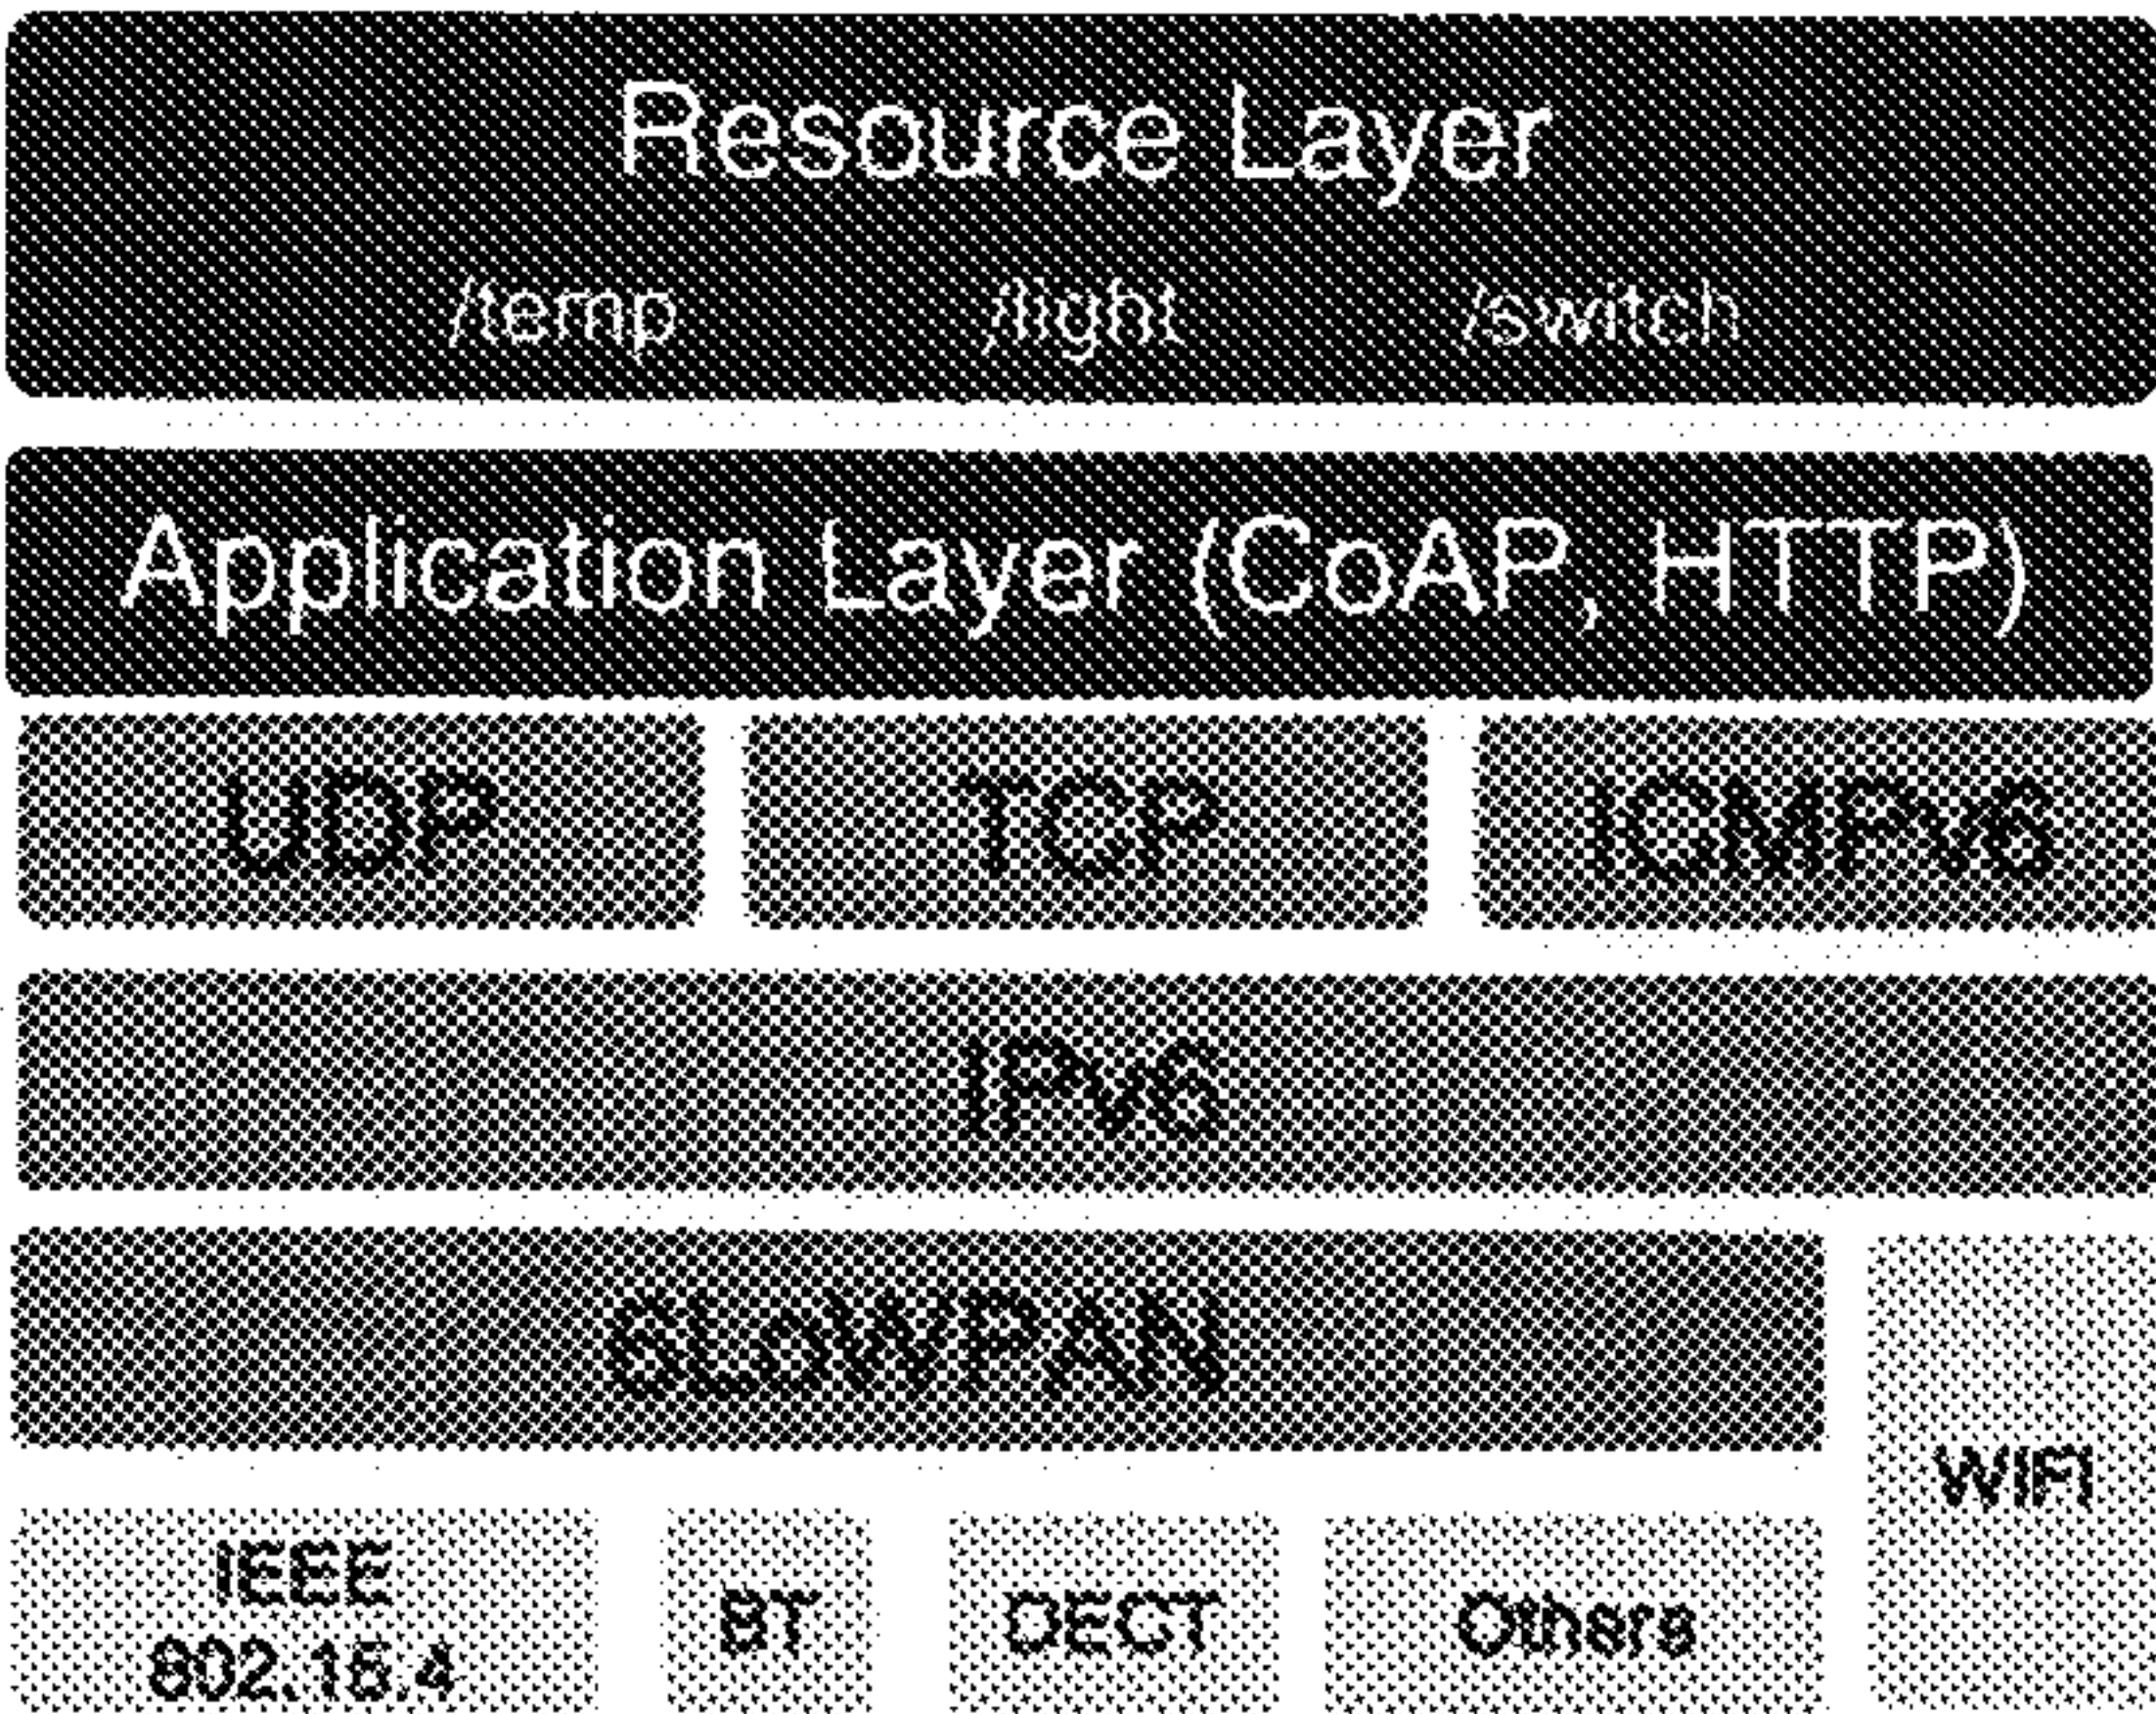 Resource Layer
/temp /light /switch
Application Layer (CoAP, HTTP)
UDP TCP ICMPv6
IPv6
6LoWPAN
WIFI
IEEE
802.15.4
BT DECT Others